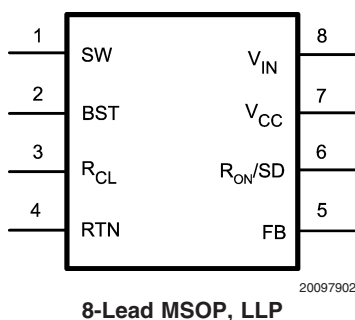 1 SW V_IN 8
2 BST V_CC 7
3 R_CL R_ON/SD 6
4 RTN FB 5
20097902
8-Lead MSOP, LLP